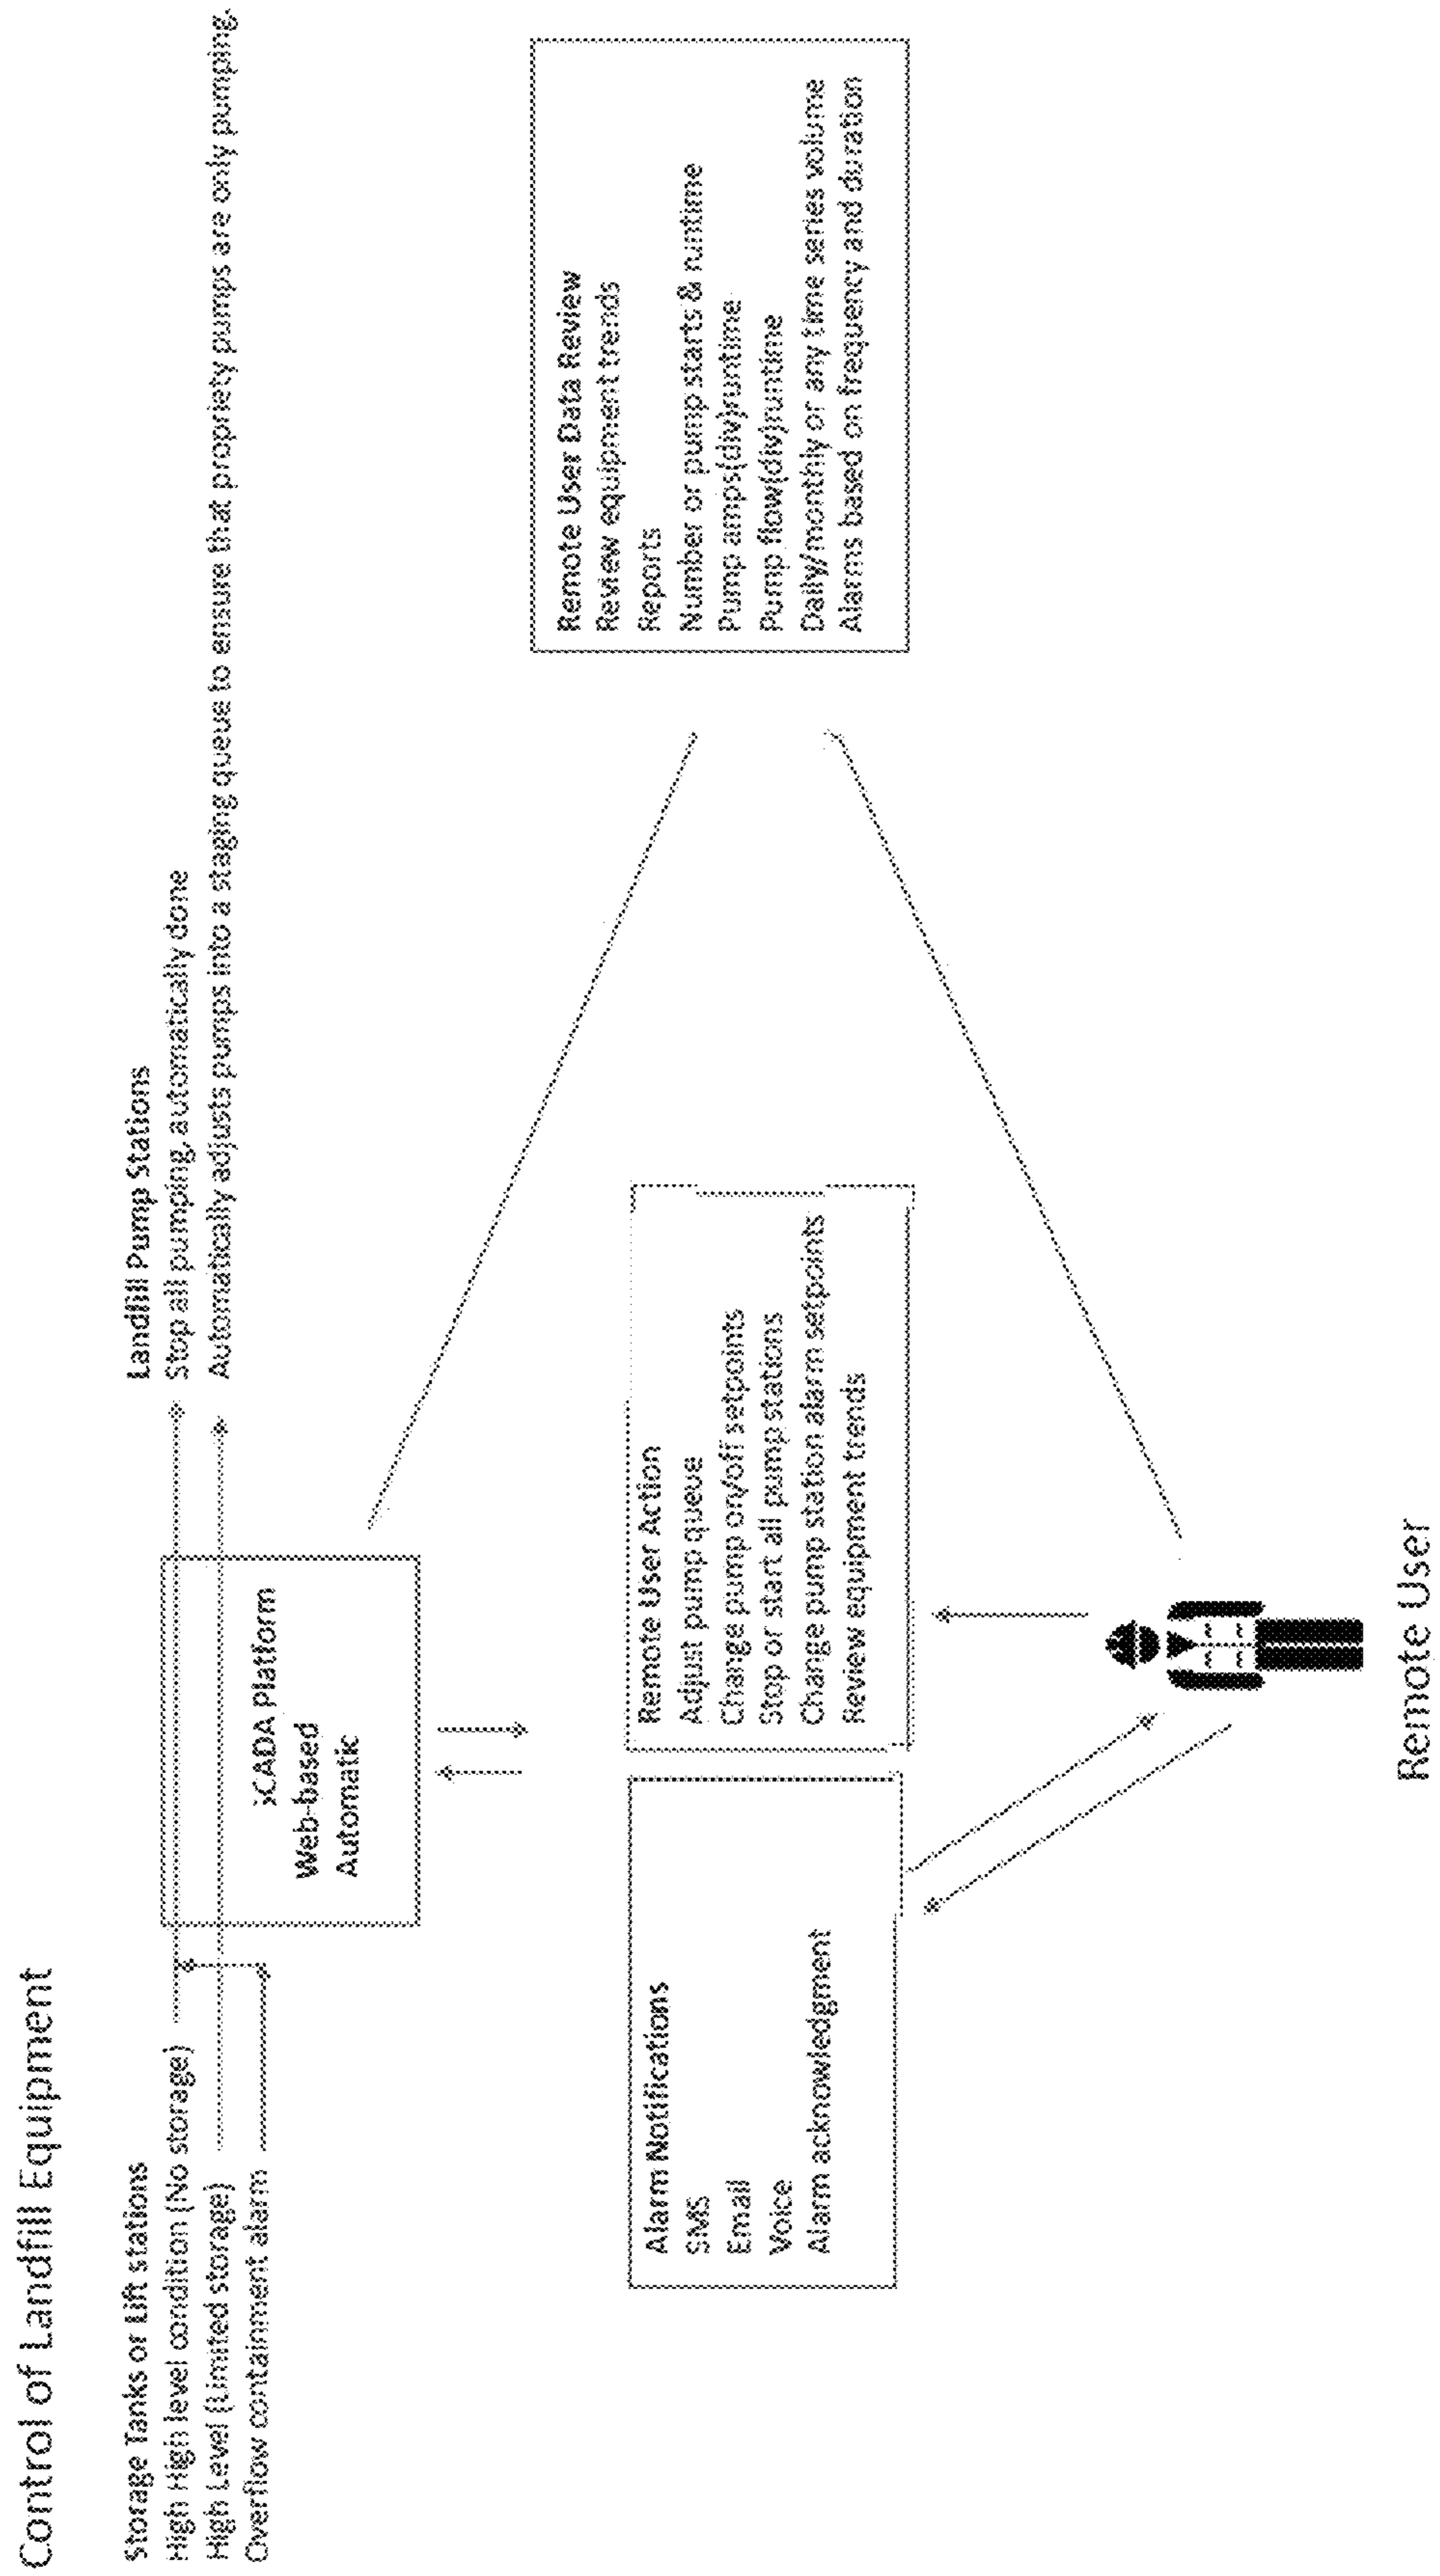 Control of Landfill Equipment
Storage Tanks or Lift stations
High High level condition (No storage)
High Level (Limited storage)
Overflow containment alarm
Landfill Pump Stations
Stop all pumping, automatically done
Automatically adjusts pumps into a staging queue to ensure that propriety pumps are only pumping.
xCADA Platform
Web-based
Automatic
Alarm Notifications
SMS
Email
Voice
Alarm acknowledgment
Remote User Action
Adjust pump queue
Change pump on/off setpoints
Stop or start all pump stations
Change pump station alarm setpoints
Review equipment trends
Remote User Data Review
Review equipment trends
Reports
Number or pump starts & runtime
Pump amps(div)runtime
Pump flow(div)runtime
Daily/monthly or any time series volume
Alarms based on frequency and duration
Remote User